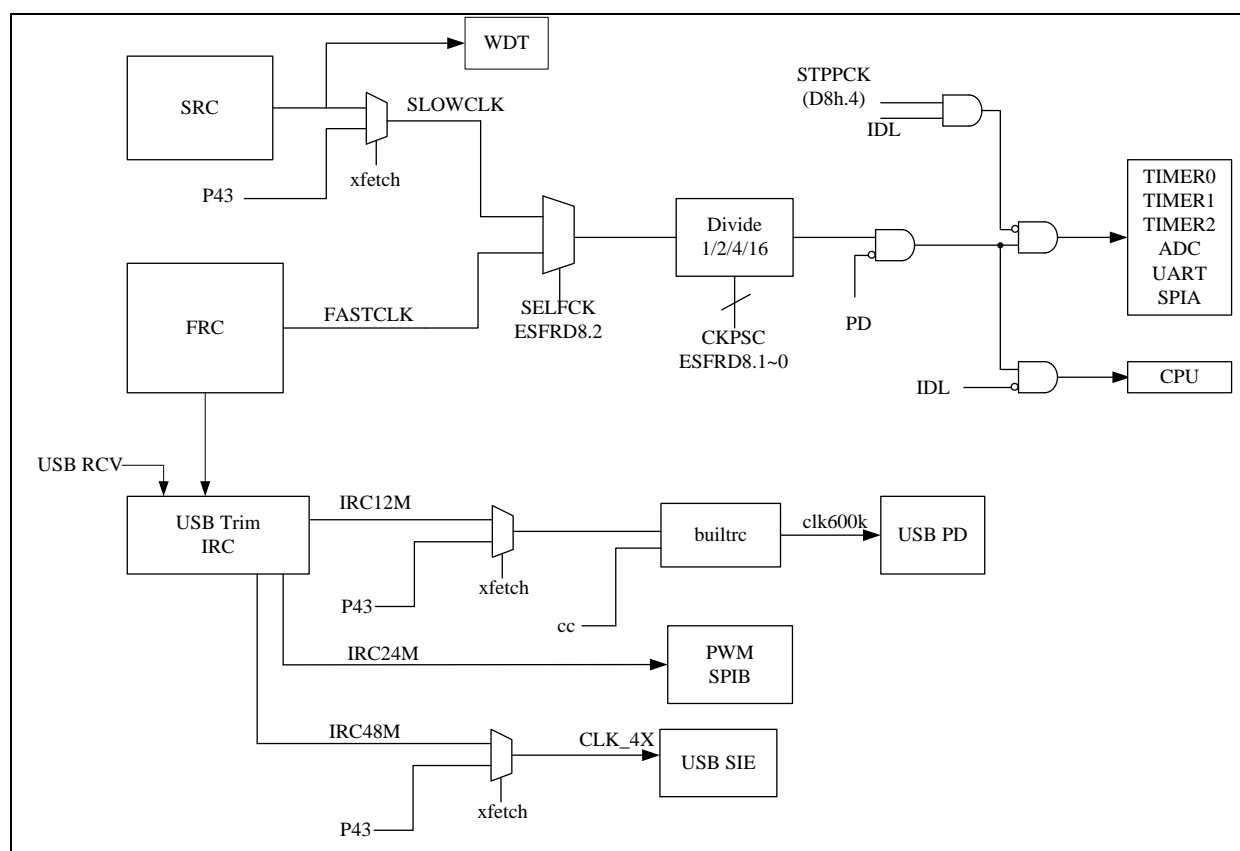 WDT
SRC
SLOWCLK
P43
xfetch
STPPCK
(D8h.4)
IDL
TIMER0
TIMER1
TIMER2
ADC
UART
SPIA
Divide
1/2/4/16
FRC
FASTCLK
SELFCK
ESFRD8.2
CKPSC
ESFRD8.1~0
PD
IDL
CPU
USB RCV
USB Trim
IRC
IRC12M
P43
xfetch
builtrc
cc
clk600k
USB PD
IRC24M
PWM
SPIB
IRC48M
P43
xfetch
CLK_4X
USB SIE